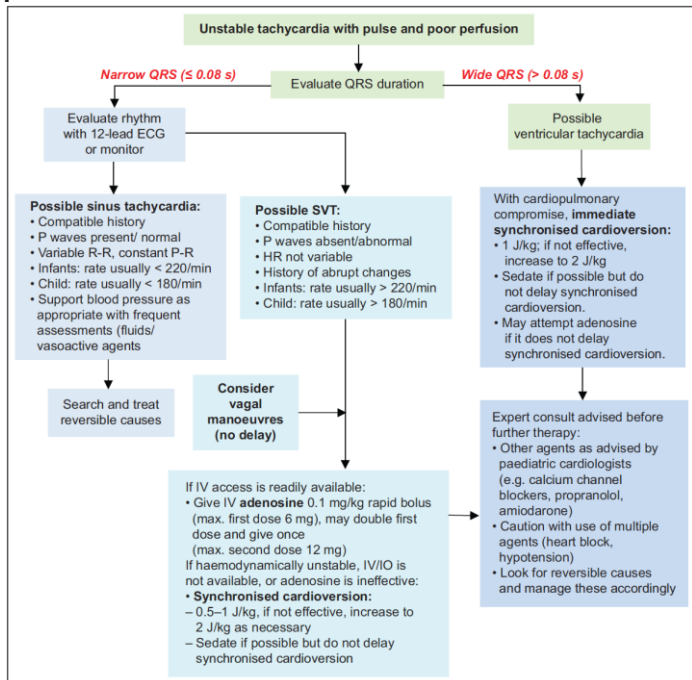 Unstable tachycardia with pulse and poor perfusion
Narrow QRS (≤ 0.08 s)
Wide QRS (> 0.08 s)
Evaluate QRS duration
Evaluate rhythm
with 12-lead ECG
or monitor
Possible
ventricular tachycardia
Possible sinus tachycardia:
• Compatible history
• P waves present/ normal
• Variable R-R, constant P-R
• Infants: rate usually < 220/min
• Child: rate usually < 180/min
• Support blood pressure as
appropriate with frequent
assessments (fluids/
vasoactive agents
Possible SVT:
• Compatible history
• P waves absent/abnormal
• HR not variable
• History of abrupt changes
• Infants: rate usually > 220/min
• Child: rate usually > 180/min
With cardiopulmonary
compromise, immediate
synchronised cardioversion:
• 1 J/kg; if not effective,
increase to 2 J/kg
• Sedate if possible but do
not delay synchronised
cardioversion.
• May attempt adenosine
if it does not delay
synchronised cardioversion.
Search and treat
reversible causes
Consider
vagal
manoeuvres
(no delay)
If IV access is readily available:
• Give IV adenosine 0.1 mg/kg rapid bolus
(max. first dose 6 mg), may double first
dose and give once
(max. second dose 12 mg)
If haemodynamically unstable, IV/IO is
not available, or adenosine is ineffective:
• Synchronised cardioversion:
– 0.5–1 J/kg, if not effective, increase to
2 J/kg as necessary
– Sedate if possible but do not delay
synchronised cardioversion
Expert consult advised before
further therapy:
• Other agents as advised by
paediatric cardiologists
(e.g. calcium channel
blockers, propranolol,
amiodarone)
• Caution with use of multiple
agents (heart block,
hypotension)
• Look for reversible causes
and manage these accordingly